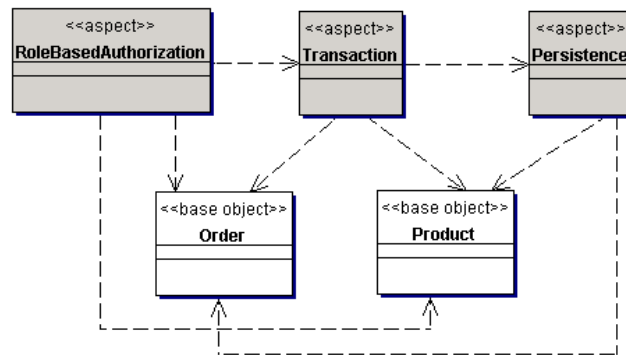 <<aspect>>
RoleBasedAuthorization
<<aspect>>
Transaction
<<aspect>>
Persistence
<<base object>>
Order
<<base object>>
Product